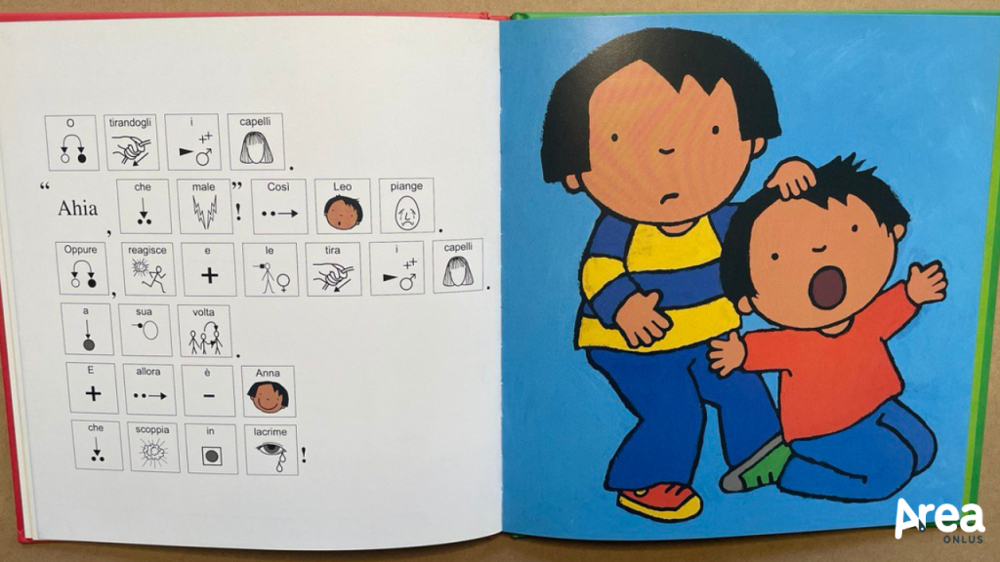 O tirandogli i capelli.
“Ahia, che male”! Così Leo piange.
Oppure, reagisce e le tira i capelli.
a sua volta.
E allora è Anna
che scoppia in lacrime!
Area
ONLUS